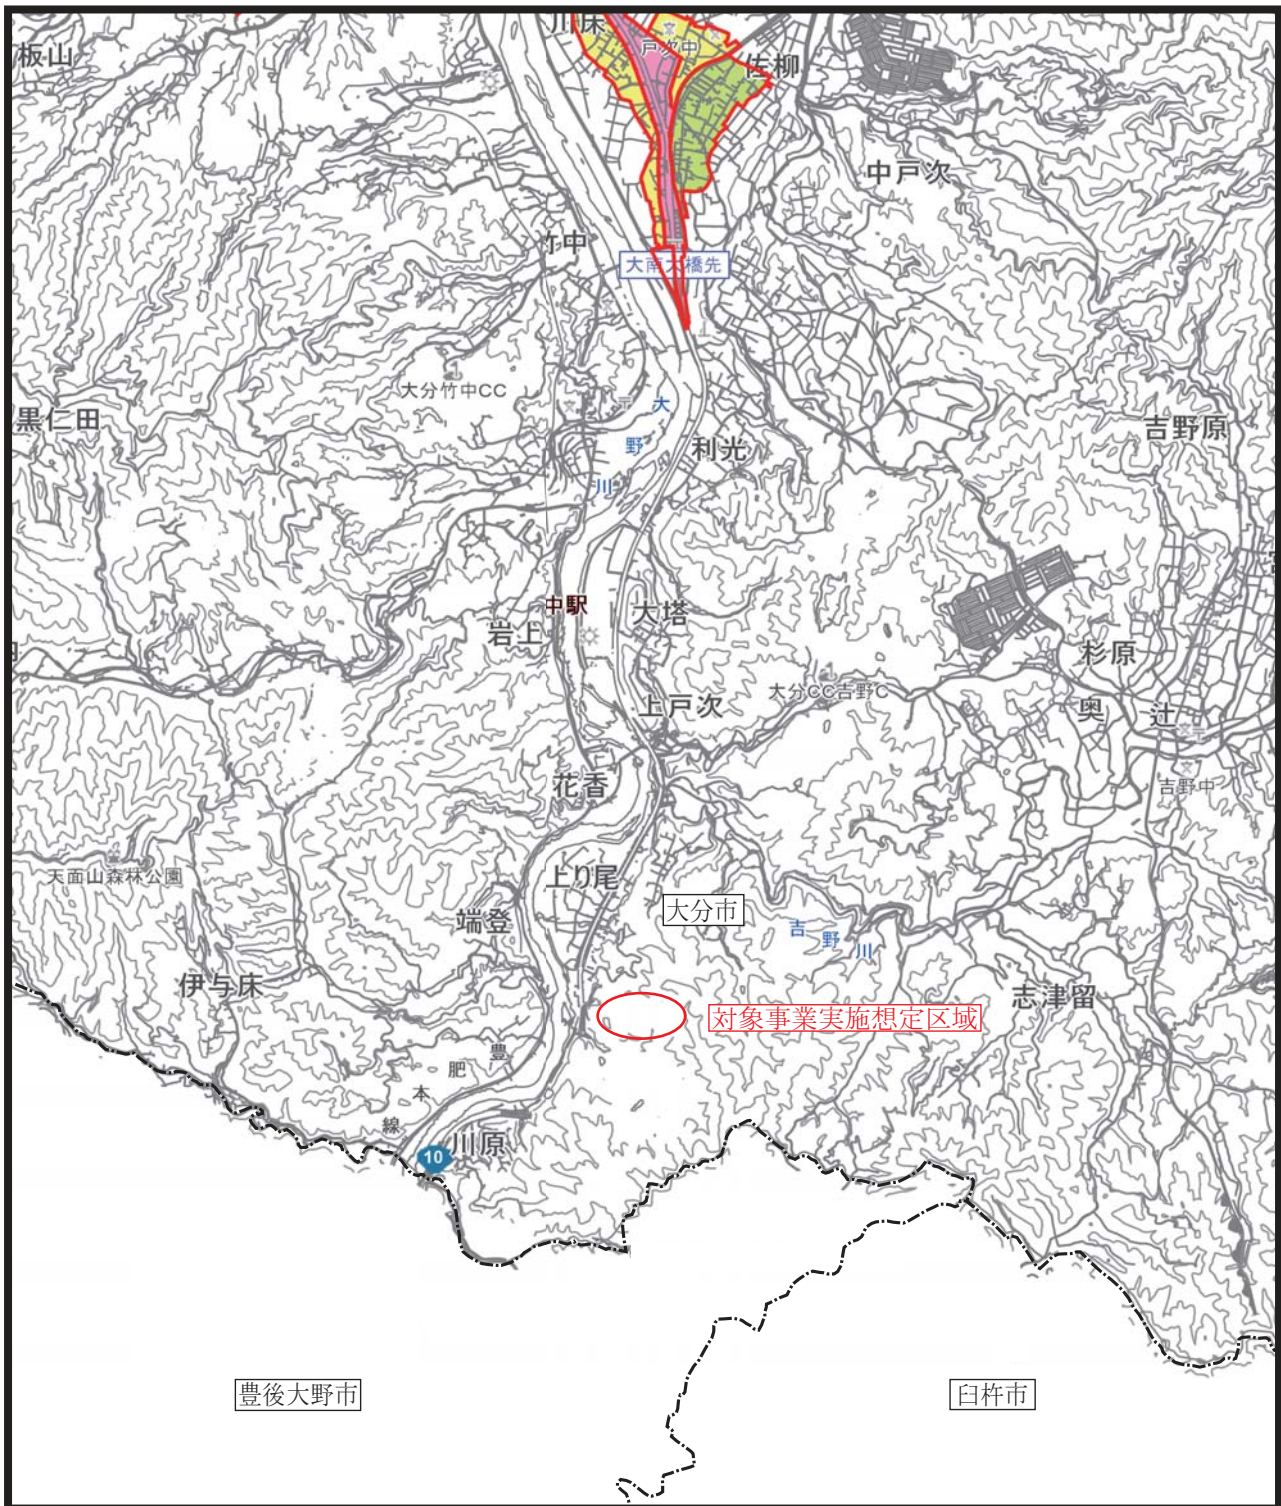 川床
戸次中
板山
佐柳
中戸次
竹中
大南大橋先
大分竹中CC
黒仁田
大野川
吉野原
利光
中駅
大塔
岩上
杉原
大分CC吉野C
上戸次
奥
辻
花香
吉野中
天面山森林公園
上り尾
大分市
端登
吉野川
伊与床
志津留
対象事業実施想定区域
豊肥本線
川原
10
豊後大野市
臼杵市